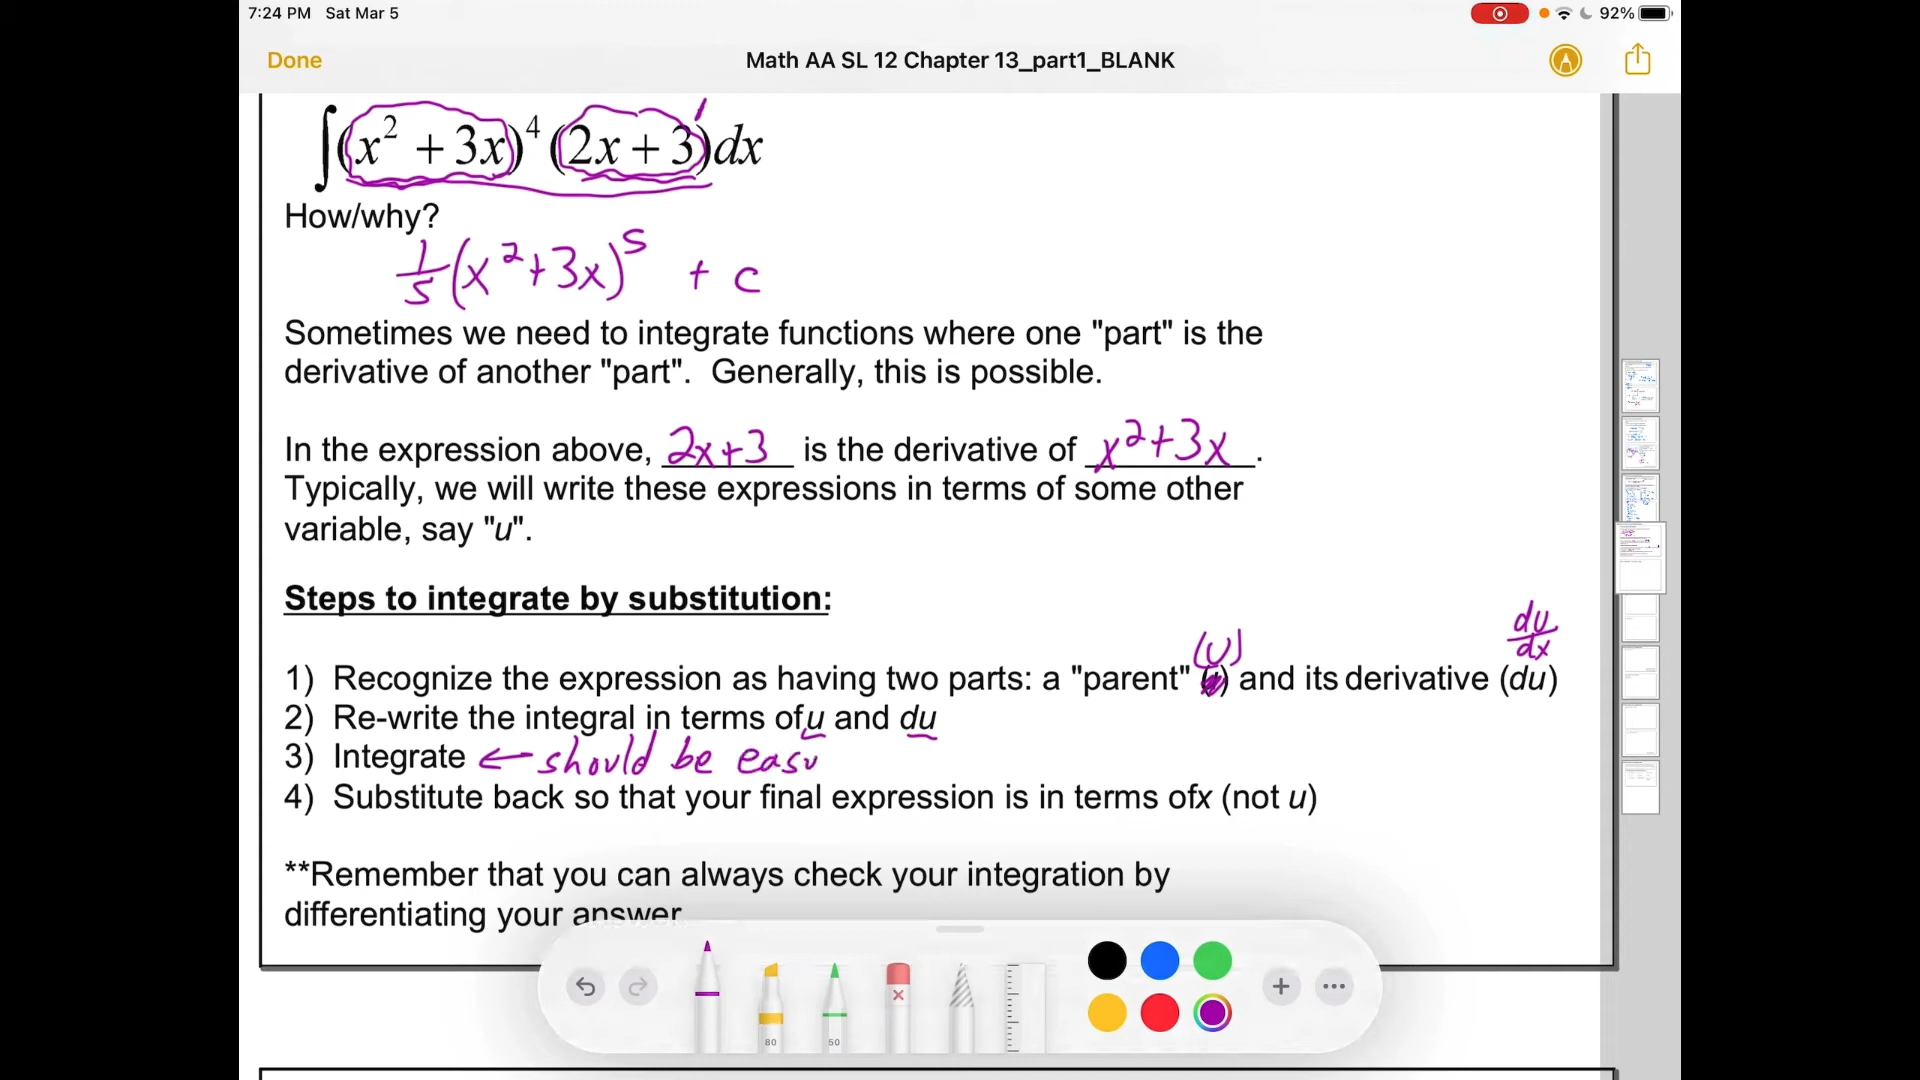 7:24 PM Sat Mar 5 92%
Done Math AA SL 12 Chapter 13_part1_BLANK
∫(x² + 3x)⁴(2x + 3)dx
How/why?
1/5 (x² + 3x)⁵ + c
Sometimes we need to integrate functions where one "part" is the
derivative of another "part". Generally, this is possible.
In the expression above, 2x+3 is the derivative of x²+3x.
Typically, we will write these expressions in terms of some other
variable, say "u".
Steps to integrate by substitution:
(u) du/dx
1) Recognize the expression as having two parts: a "parent" and its derivative (du)
2) Re-write the integral in terms of u and du
3) Integrate ← should be easy
4) Substitute back so that your final expression is in terms ofx (not u)
**Remember that you can always check your integration by
differentiating your answer
80 50